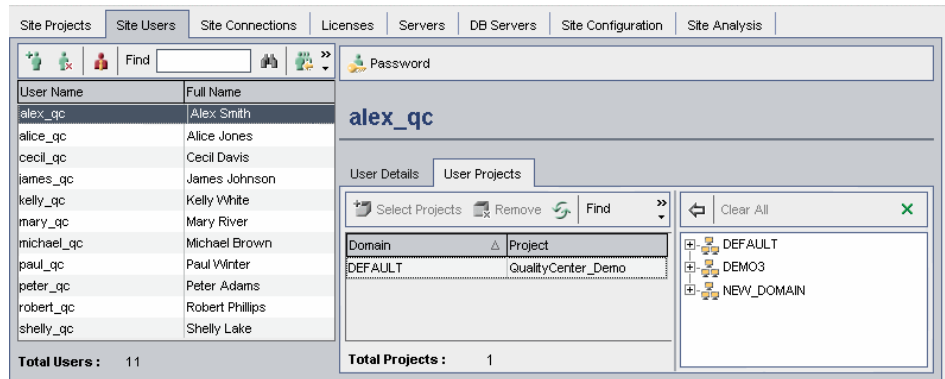 Site Projects Site Users Site Connections Licenses Servers DB Servers Site Configuration Site Analysis
Find
Password
User Name Full Name
alex_qc Alex Smith
alice_qc Alice Jones
cecil_qc Cecil Davis
james_qc James Johnson
kelly_qc Kelly White
mary_qc Mary River
michael_qc Michael Brown
paul_qc Paul Winter
peter_qc Peter Adams
robert_qc Robert Phillips
shelly_qc Shelly Lake
Total Users : 11
alex_qc
User Details User Projects
Select Projects Remove Find
Domain Project
DEFAULT QualityCenter_Demo
Total Projects : 1
Clear All
DEFAULT
DEMO3
NEW_DOMAIN